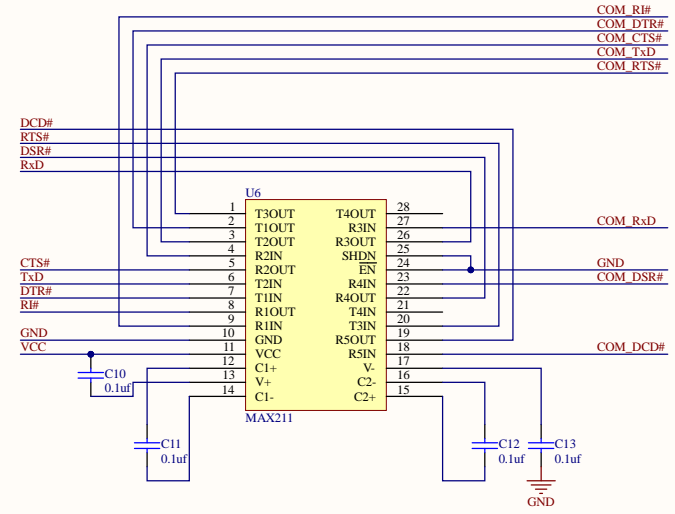 COM_RI#
COM_DTR#
COM_CTS#
COM_TxD
COM_RTS#
DCD#
RTS#
DSR#
RxD
U6
1 T3OUT T4OUT 28
2 T1OUT R3IN 27 COM_RxD
3 T2OUT R3OUT 26
4 R2IN SHDN 25
CTS# 5 R2OUT EN 24 GND
TxD 6 T2IN R4IN 23 COM_DSR#
DTR# 7 T1IN R4OUT 22
RI# 8 R1OUT T4IN 21
9 R1IN T3IN 20
GND 10 GND R5OUT 19
VCC 11 VCC R5IN 18 COM_DCD#
12 C1+ V- 17
13 V+ C2- 16
14 C1- C2+ 15
C10
0.1uf
MAX211
C11
0.1uf
C12
0.1uf
C13
0.1uf
GND